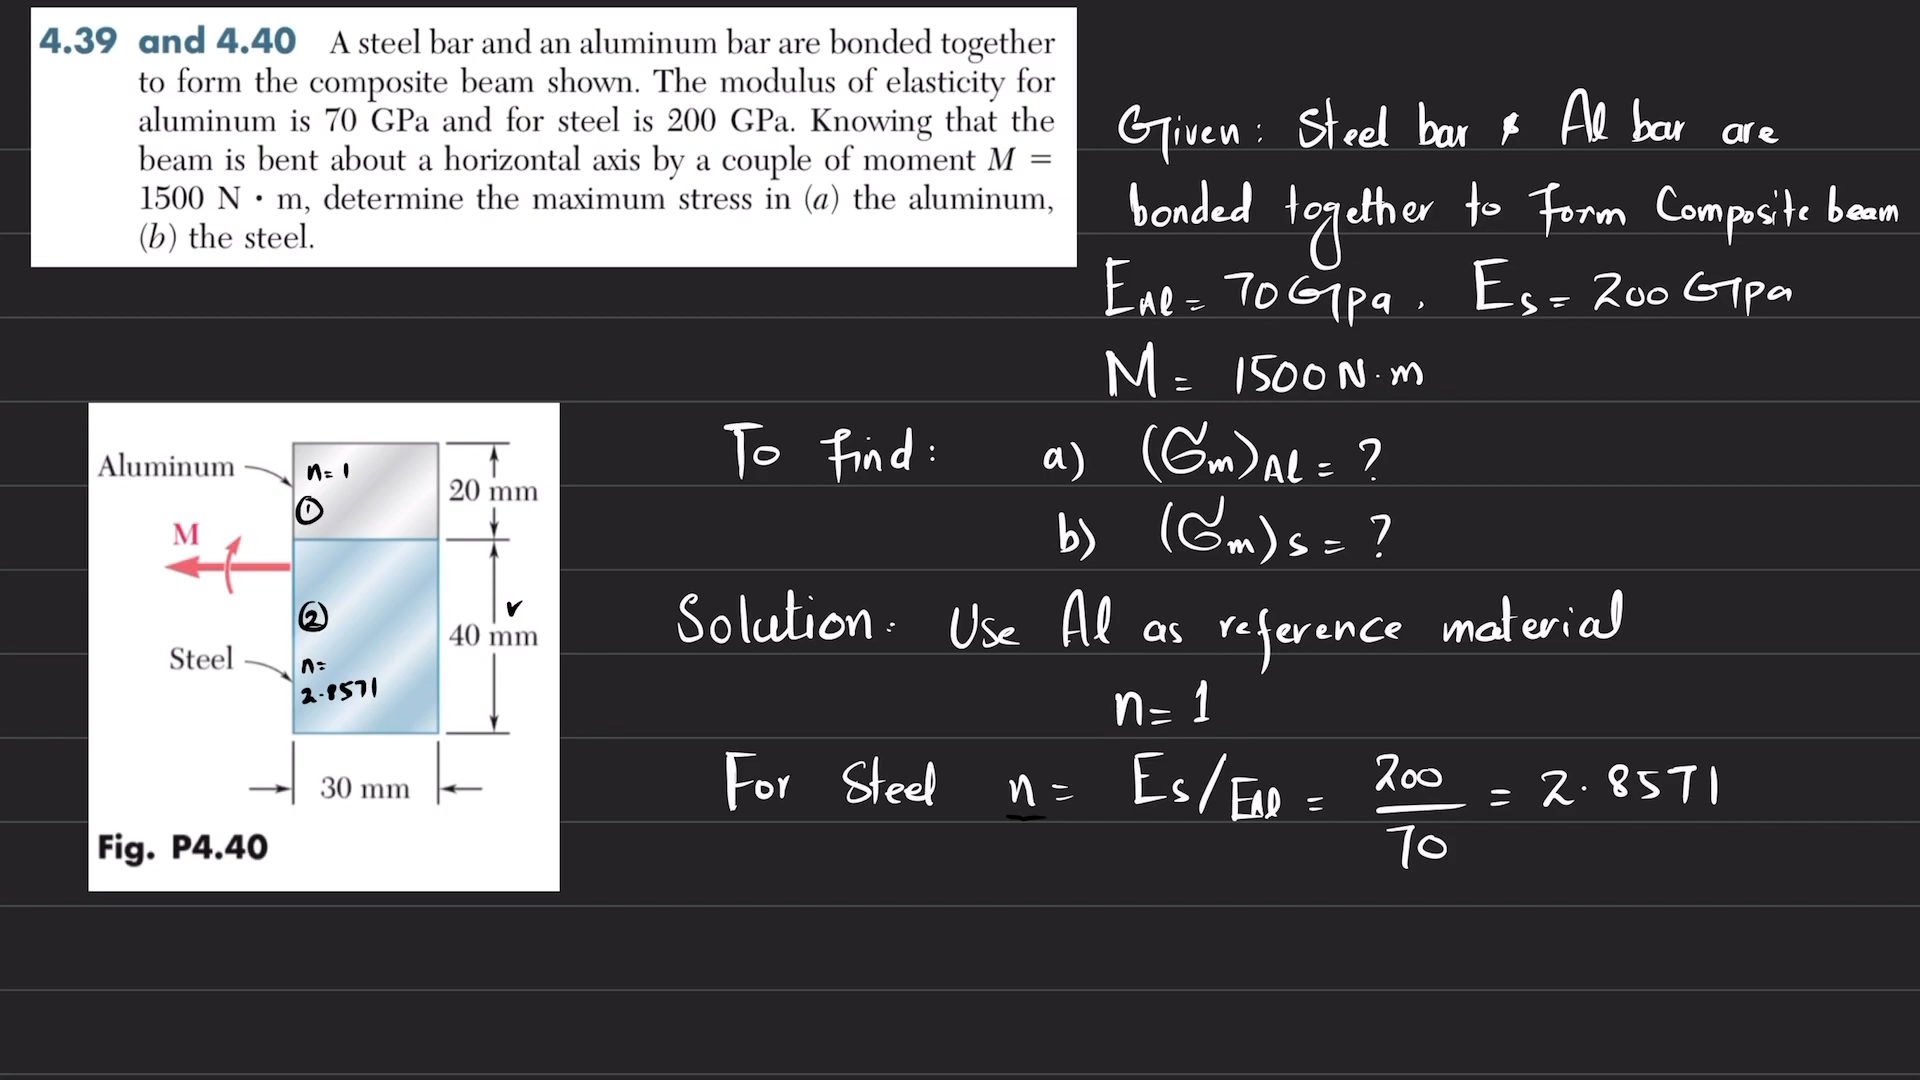 4.39 and 4.40 A steel bar and an aluminum bar are bonded together
to form the composite beam shown. The modulus of elasticity for
aluminum is 70 GPa and for steel is 200 GPa. Knowing that the
beam is bent about a horizontal axis by a couple of moment M =
1500 N · m, determine the maximum stress in (a) the aluminum,
(b) the steel.
Given: Steel bar & Al bar are
bonded together to Form Composite beam
E_Al = 70 GPa, E_s = 200 GPa
M = 1500 N·m
To find: a) (σm)_Al = ?
b) (σm)_s = ?
Solution: Use Al as reference material
n = 1
For Steel n = Es/E_Al = 200/70 = 2.8571
Aluminum
n=1
①
20 mm
M
②
40 mm
Steel
n=
2.8571
30 mm
Fig. P4.40